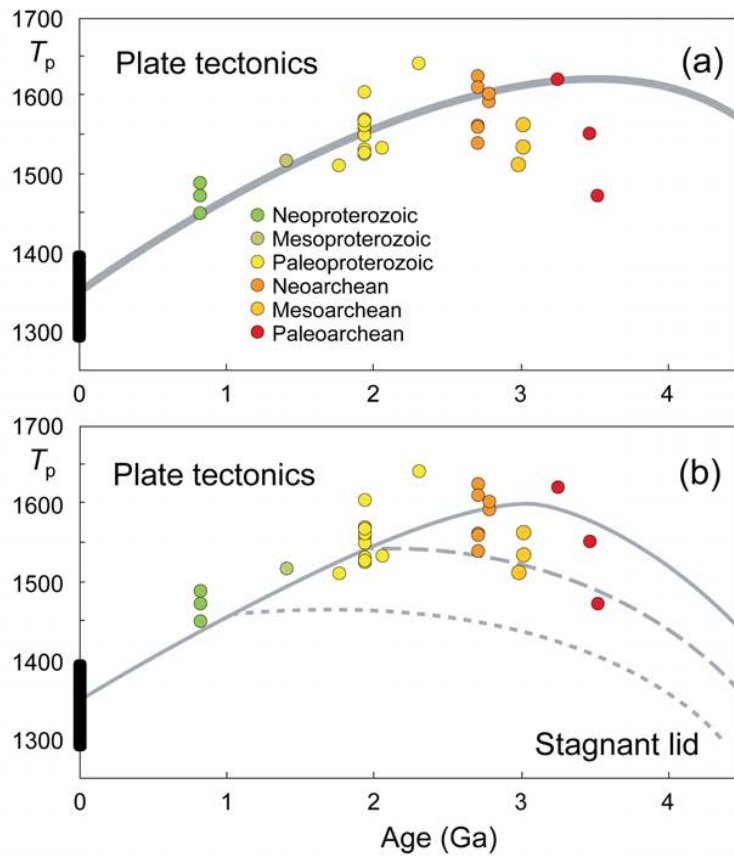 1700
Tp
Plate tectonics
(a)
1600
1500
1400
1300
Neoproterozoic
Mesoproterozoic
Paleoproterozoic
Neoarchean
Mesoarchean
Paleoarchean
0 1 2 3 4
1700
Tp
Plate tectonics
(b)
1600
1500
1400
1300
Stagnant lid
0 1 2 3 4
Age (Ga)